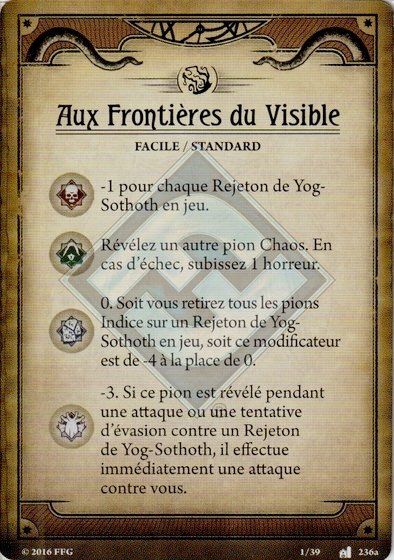 Aux Frontières du Visible
FACILE / STANDARD
-1 pour chaque Rejeton de Yog-
Sothoth en jeu.
Révélez un autre pion Chaos. En
cas d'échec, subissez 1 horreur.
0. Soit vous retirez tous les pions
Indice sur un Rejeton de Yog-
Sothoth en jeu, soit ce modificateur
est de -4 à la place de 0.
-3. Si ce pion est révélé pendant
une attaque ou une tentative
d'évasion contre un Rejeton
de Yog-Sothoth, il effectue
immédiatement une attaque
contre vous.
© 2016 FFG
1/39
236a